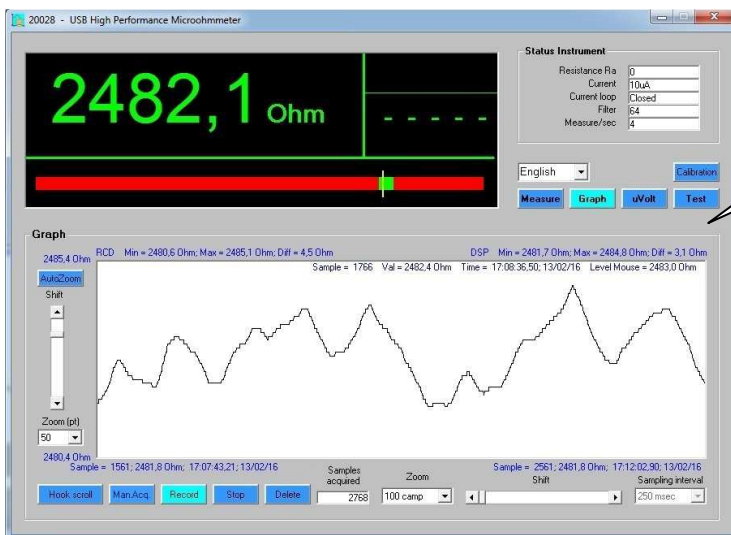 20028 - USB High Performance Microohmmeter
2482,1 Ohm
- - - - -
Status Instrument
Resistance Ra 0
Current 10uA
Current loop Closed
Filter 64
Measure/sec 4
English
Calibration
Measure Graph uVolt Test
Graph
2485,4 Ohm
RCD Min = 2480,6 Ohm; Max = 2485,1 Ohm; Diff = 4,5 Ohm
DSP Min = 2481,7 Ohm; Max = 2484,8 Ohm; Diff = 3,1 Ohm
Sample = 1766 Val = 2482,4 Ohm Time = 17:08:36,50; 13/02/16 Level Mouse = 2483,0 Ohm
AutoZoom
Shift
Zoom (pt)
50
2480,4 Ohm
Sample = 1561; 2481,8 Ohm; 17:07:43,21; 13/02/16
Sample = 2561; 2481,8 Ohm; 17:12:02,90; 13/02/16
Hook scroll Man.Acq. Record Stop Delete
Samples acquired
2768
Zoom
100 camp
Shift
Sampling interval
250 msec